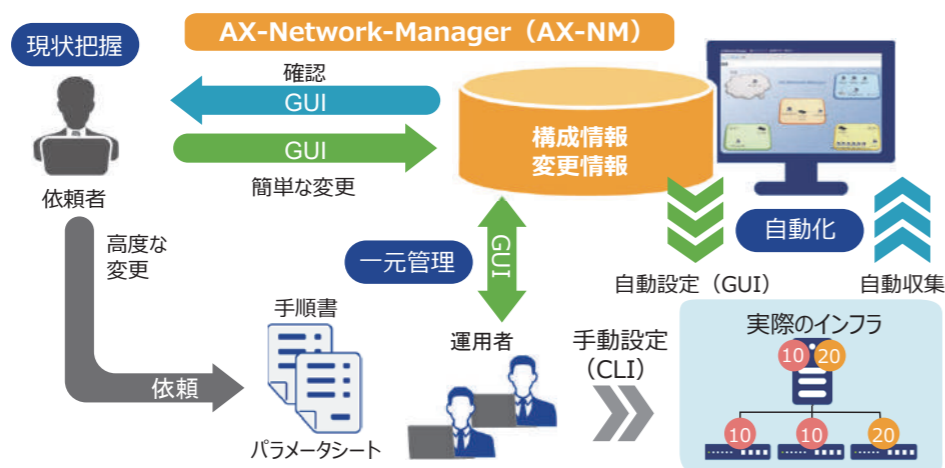 AX-Network-Manager（AX-NM）
現状把握
確認
GUI
GUI
簡単な変更
依頼者
構成情報
変更情報
高度な
変更
一元管理
GUI
自動化
自動設定（GUI）
自動収集
手順書
依頼
パラメータシート
運用者
手動設定
（CLI）
実際のインフラ
10
20
10
10
20